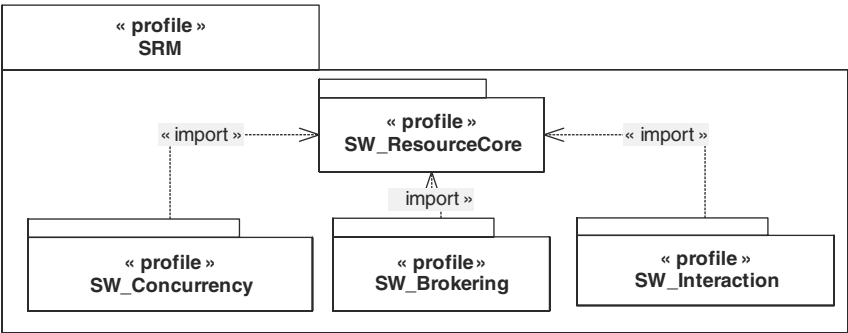 « profile »
SRM
« profile »
SW_ResourceCore
« import »
« import »
import »
« profile »
SW_Concurrency
« profile»
SW_Brokering
« profile »
SW_Interaction